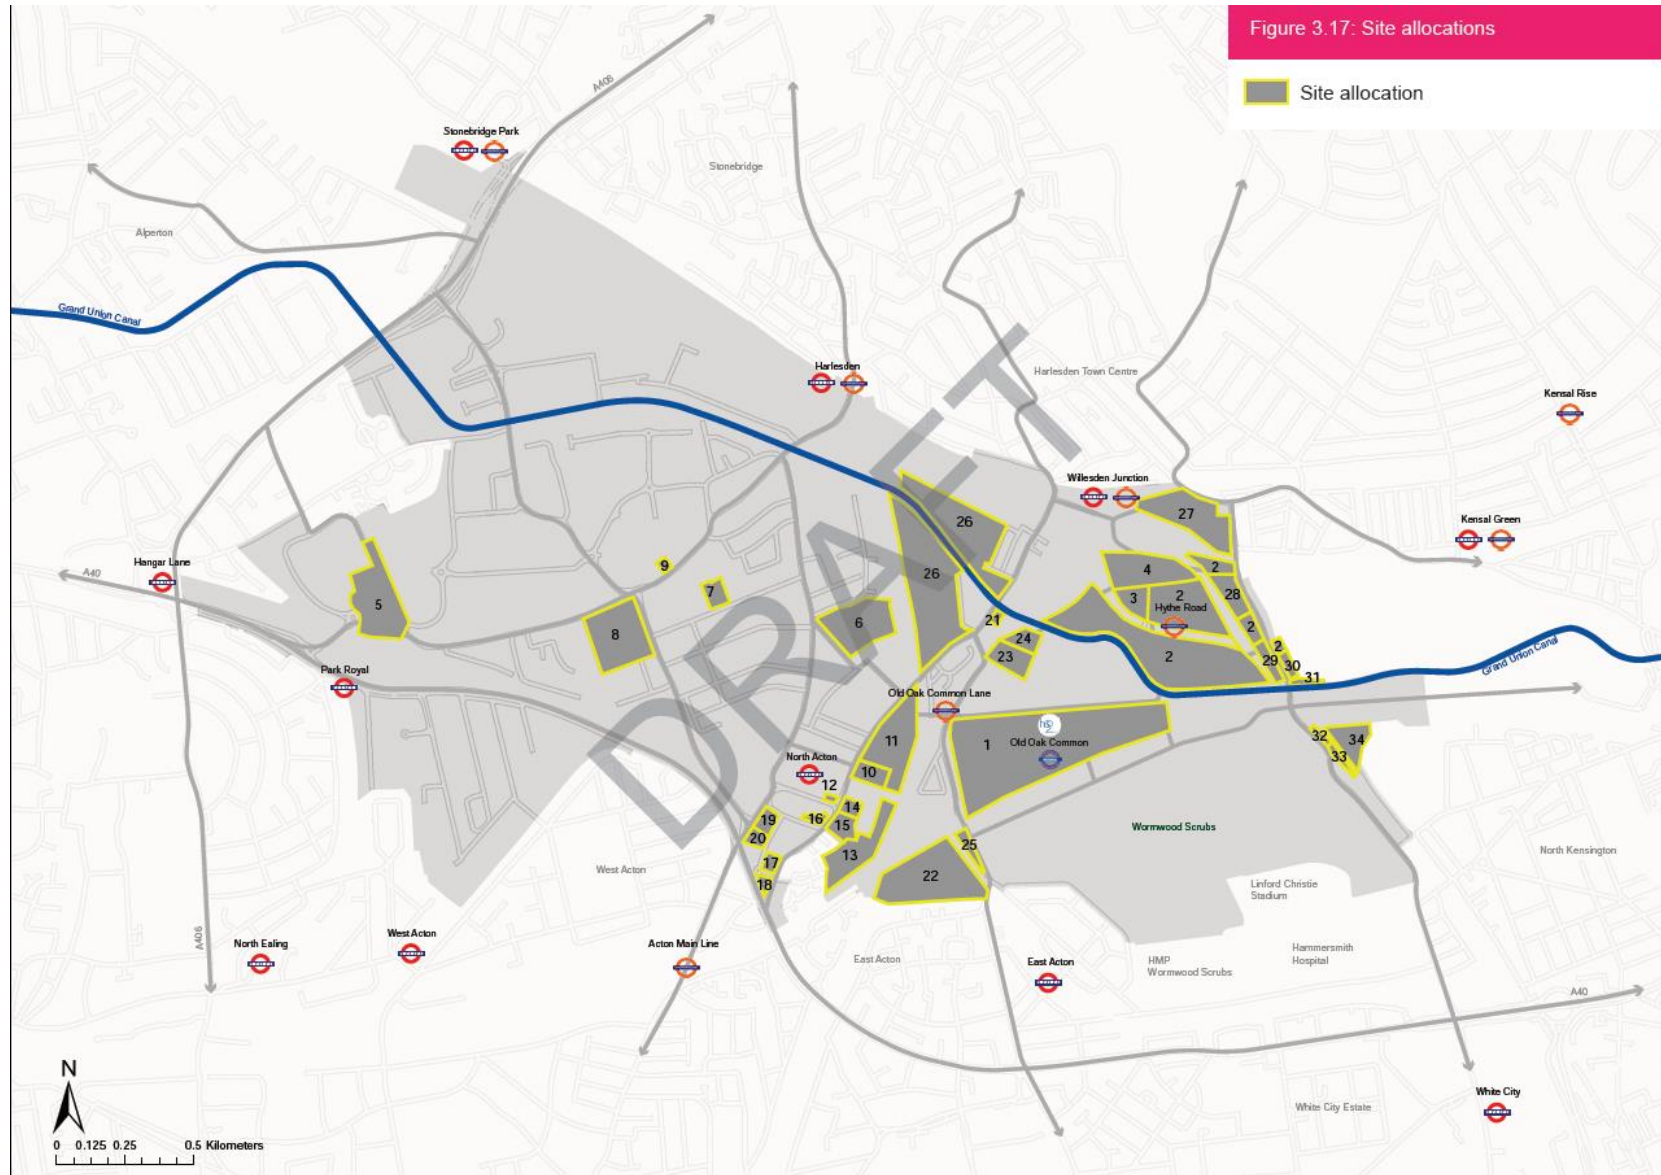 Figure 3.17: Site allocations
Site allocation
A406
Stonebridge Park
Stonebridge
Alperton
Grand Union Canal
Harlesden
Harlesden Town Centre
Kensal Rise
Willesden Junction
Kensal Green
Hangar Lane
A40
26
27
9
26
4
2
5
7
3
2
28
8
6
21
Hythe Road
2
24
23
2
2
29
30
31
Grand Union Canal
Park Royal
Old Oak Common Lane
11
1
hs2
Old Oak Common
32
34
33
North Acton
10
12
14
19
16
15
20
13
25
17
18
22
Wormwood Scrubs
West Acton
North Kensington
Linford Christie
Stadium
A406
North Ealing
West Acton
Acton Main Line
East Acton
East Acton
HMP
Wormwood Scrubs
Hammersmith
Hospital
A40
White City
White City Estate
N
0 0.125 0.25 0.5 Kilometers
DRAFT